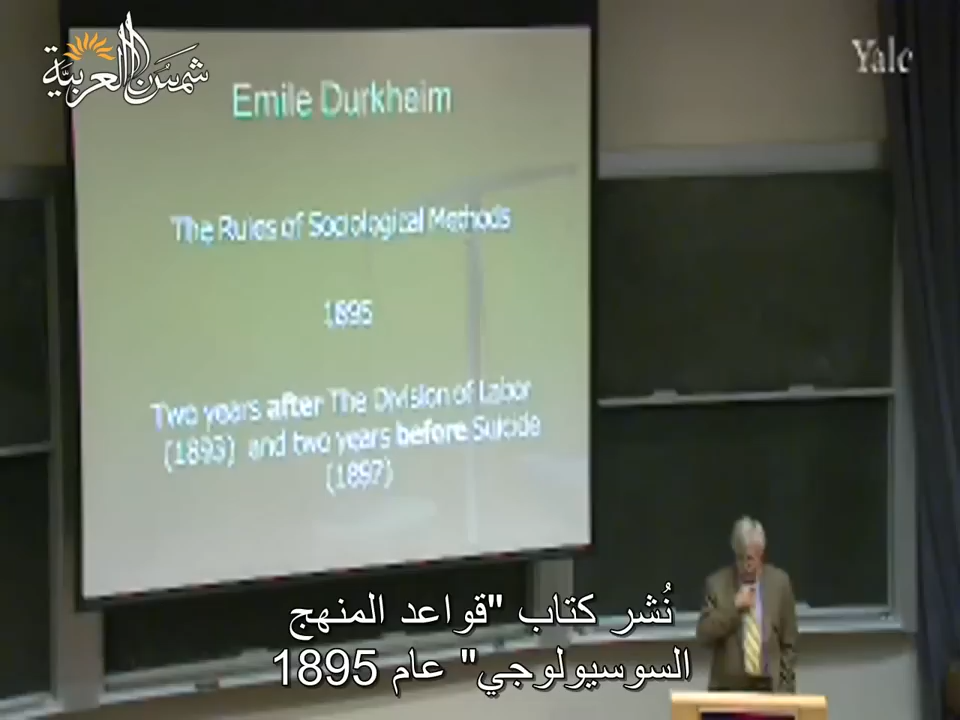 شمس العربية
Yale
Emile Durkheim
The Rules of Sociological Methods
1895
Two years after The Division of Labor
(1893) and two years before Suicide
(1897)
نُشر كتاب "قواعد المنهج
السوسيولوجي" عام 1895